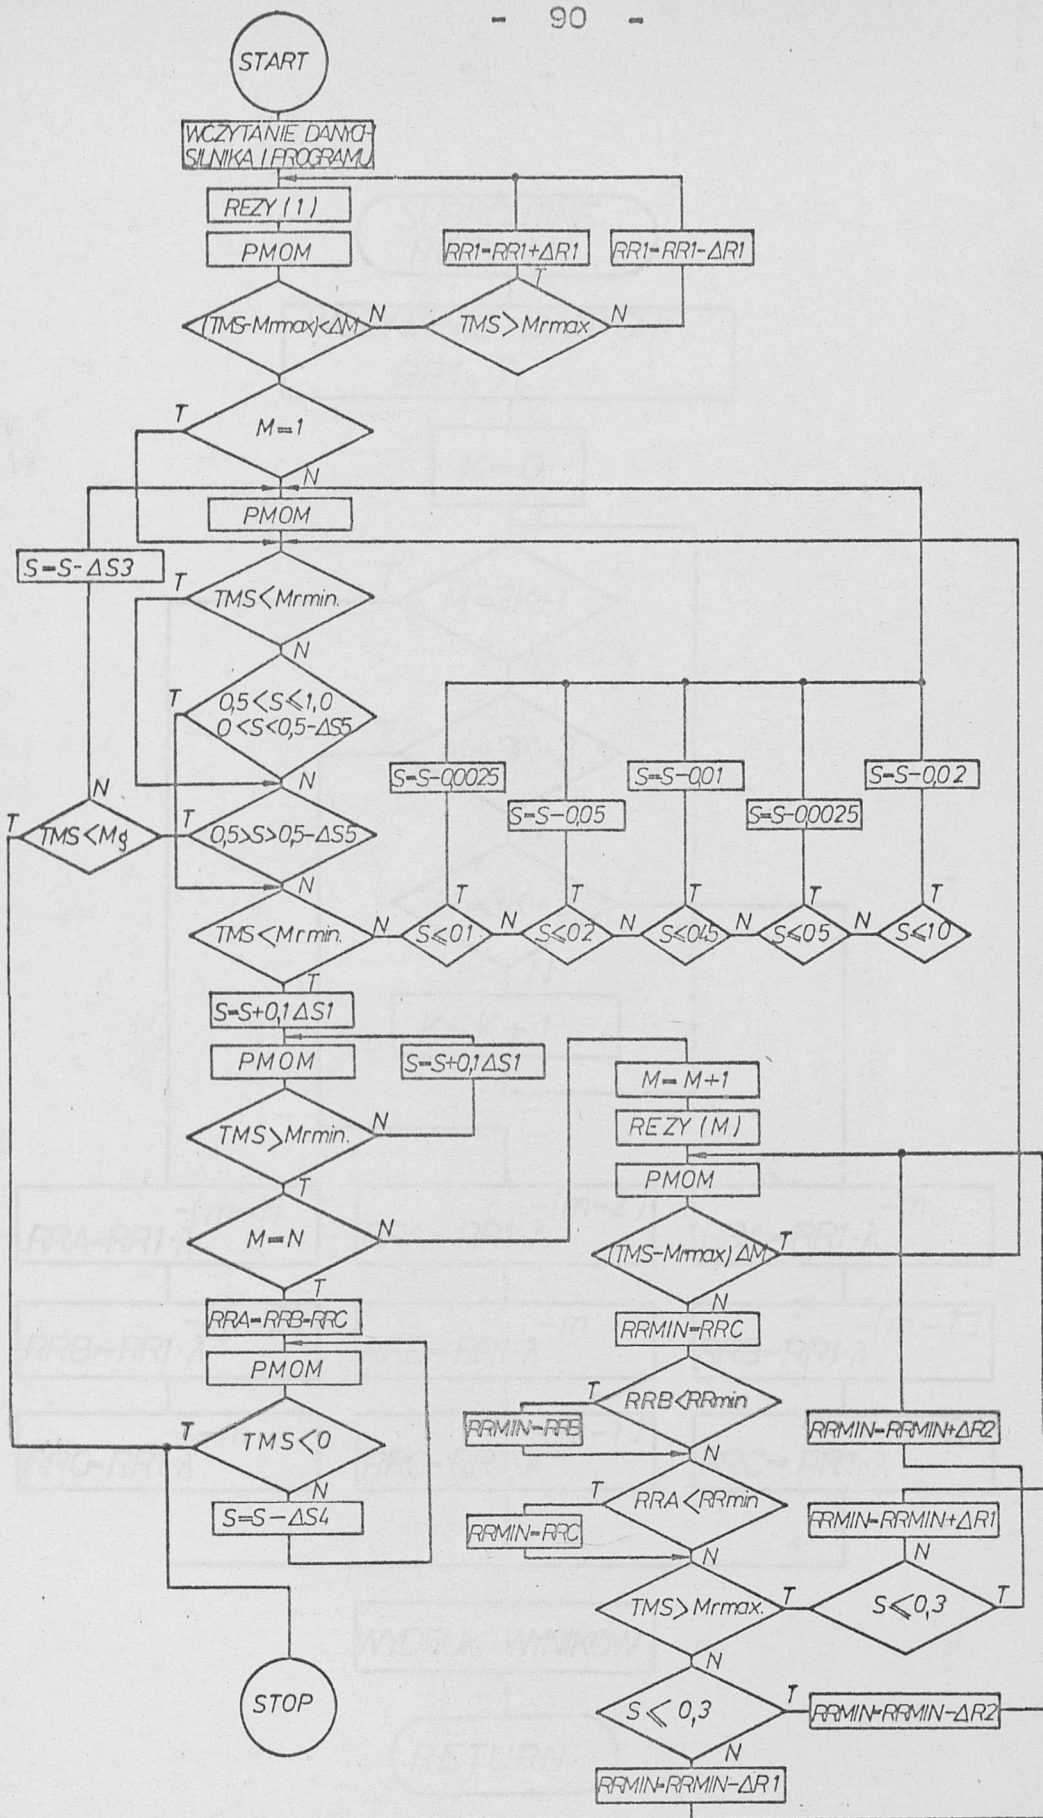 - 90 -
START
WCZYTANIE DANYCH
SILNIKA I PROGRAMU
REZY (1)
PMOM
RR1=RR1+ΔR1
RR1=RR1-ΔR1
(TMS-Mrmax)<ΔM
N
TMS>Mrmax
T
N
M=1
T
N
PMOM
S=S-ΔS3
TMS<Mrmin.
T
N
0,5<S≤1,0
0<S<0,5-ΔS5
T
N
S=S-0,0025
S=S-0,05
S=S-0,01
S=S-0,0025
S=S-0,02
N
T
TMS<Mg
T
0,5>S>0,5-ΔS5
N
TMS<Mrmin.
N
T
S≤0,1
N
T
S≤0,2
N
T
S≤0,45
N
T
S≤0,5
N
T
S≤1,0
T
S=S+0,1ΔS1
PMOM
S=S+0,1ΔS1
TMS>Mrmin.
N
T
M=N
N
T
M=M+1
REZY (M)
PMOM
(TMS-Mrmax) ΔM
T
N
RRA=RRB=RRC
PMOM
TMS<0
T
N
S=S-ΔS4
STOP
RRMIN=RRC
RRB<RRmin
T
N
RRMIN=RRB
RRA<RRmin
T
N
RRMIN=RRC
RRMIN=RRMIN+ΔR2
RRMIN=RRMIN+ΔR1
N
TMS>Mrmax.
T
N
S≤0,3
T
S≤0,3
T
N
RRMIN=RRMIN-ΔR2
RRMIN=RRMIN-ΔR1